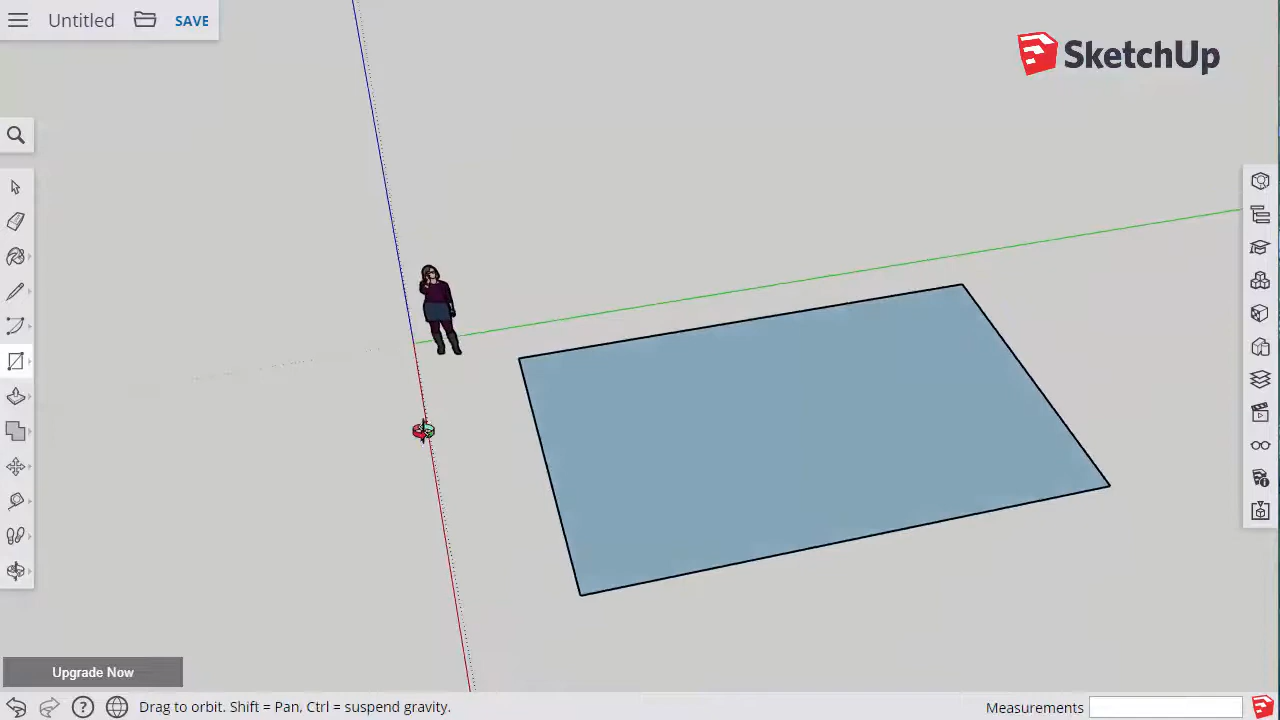 Untitled
SAVE
SketchUp
Upgrade Now
Drag to orbit. Shift = Pan, Ctrl = suspend gravity.
Measurements